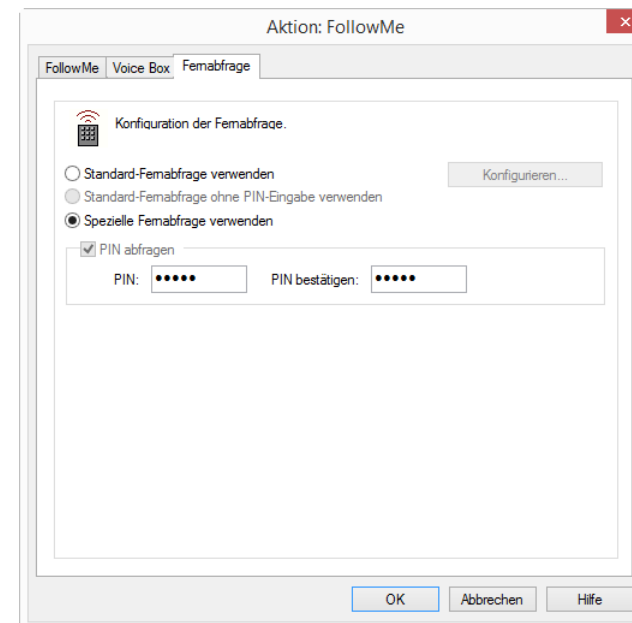 Aktion: FollowMe
FollowMe Voice Box Fernabfrage
Konfiguration der Fernabfrage.
Standard-Fernabfrage verwenden Konfigurieren...
Standard-Fernabfrage ohne PIN-Eingabe verwenden
Spezielle Fernabfrage verwenden
PIN abfragen
PIN: ●●●●● PIN bestätigen: ●●●●●
OK Abbrechen Hilfe